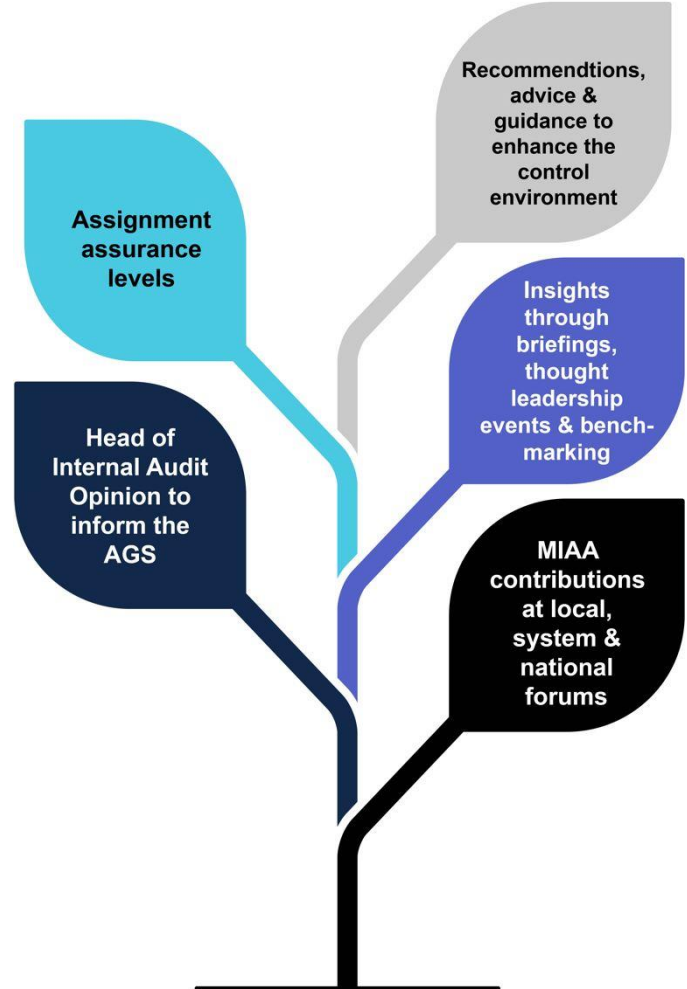 Recommendtions,
advice &
guidance to
enhance the
control
environment
Assignment
assurance
levels
Insights
through
briefings,
thought
leadership
events & bench-
marking
Head of
Internal Audit
Opinion to
inform the
AGS
MIAA
contributions
at local,
system &
national
forums